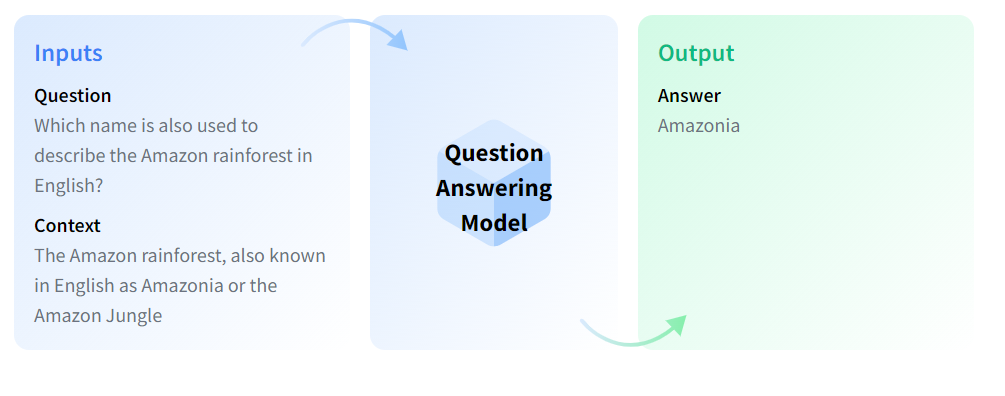 Inputs
Question
Which name is also used to
describe the Amazon rainforest in
English?
Context
The Amazon rainforest, also known
in English as Amazonia or the
Amazon Jungle
Question
Answering
Model
Output
Answer
Amazonia